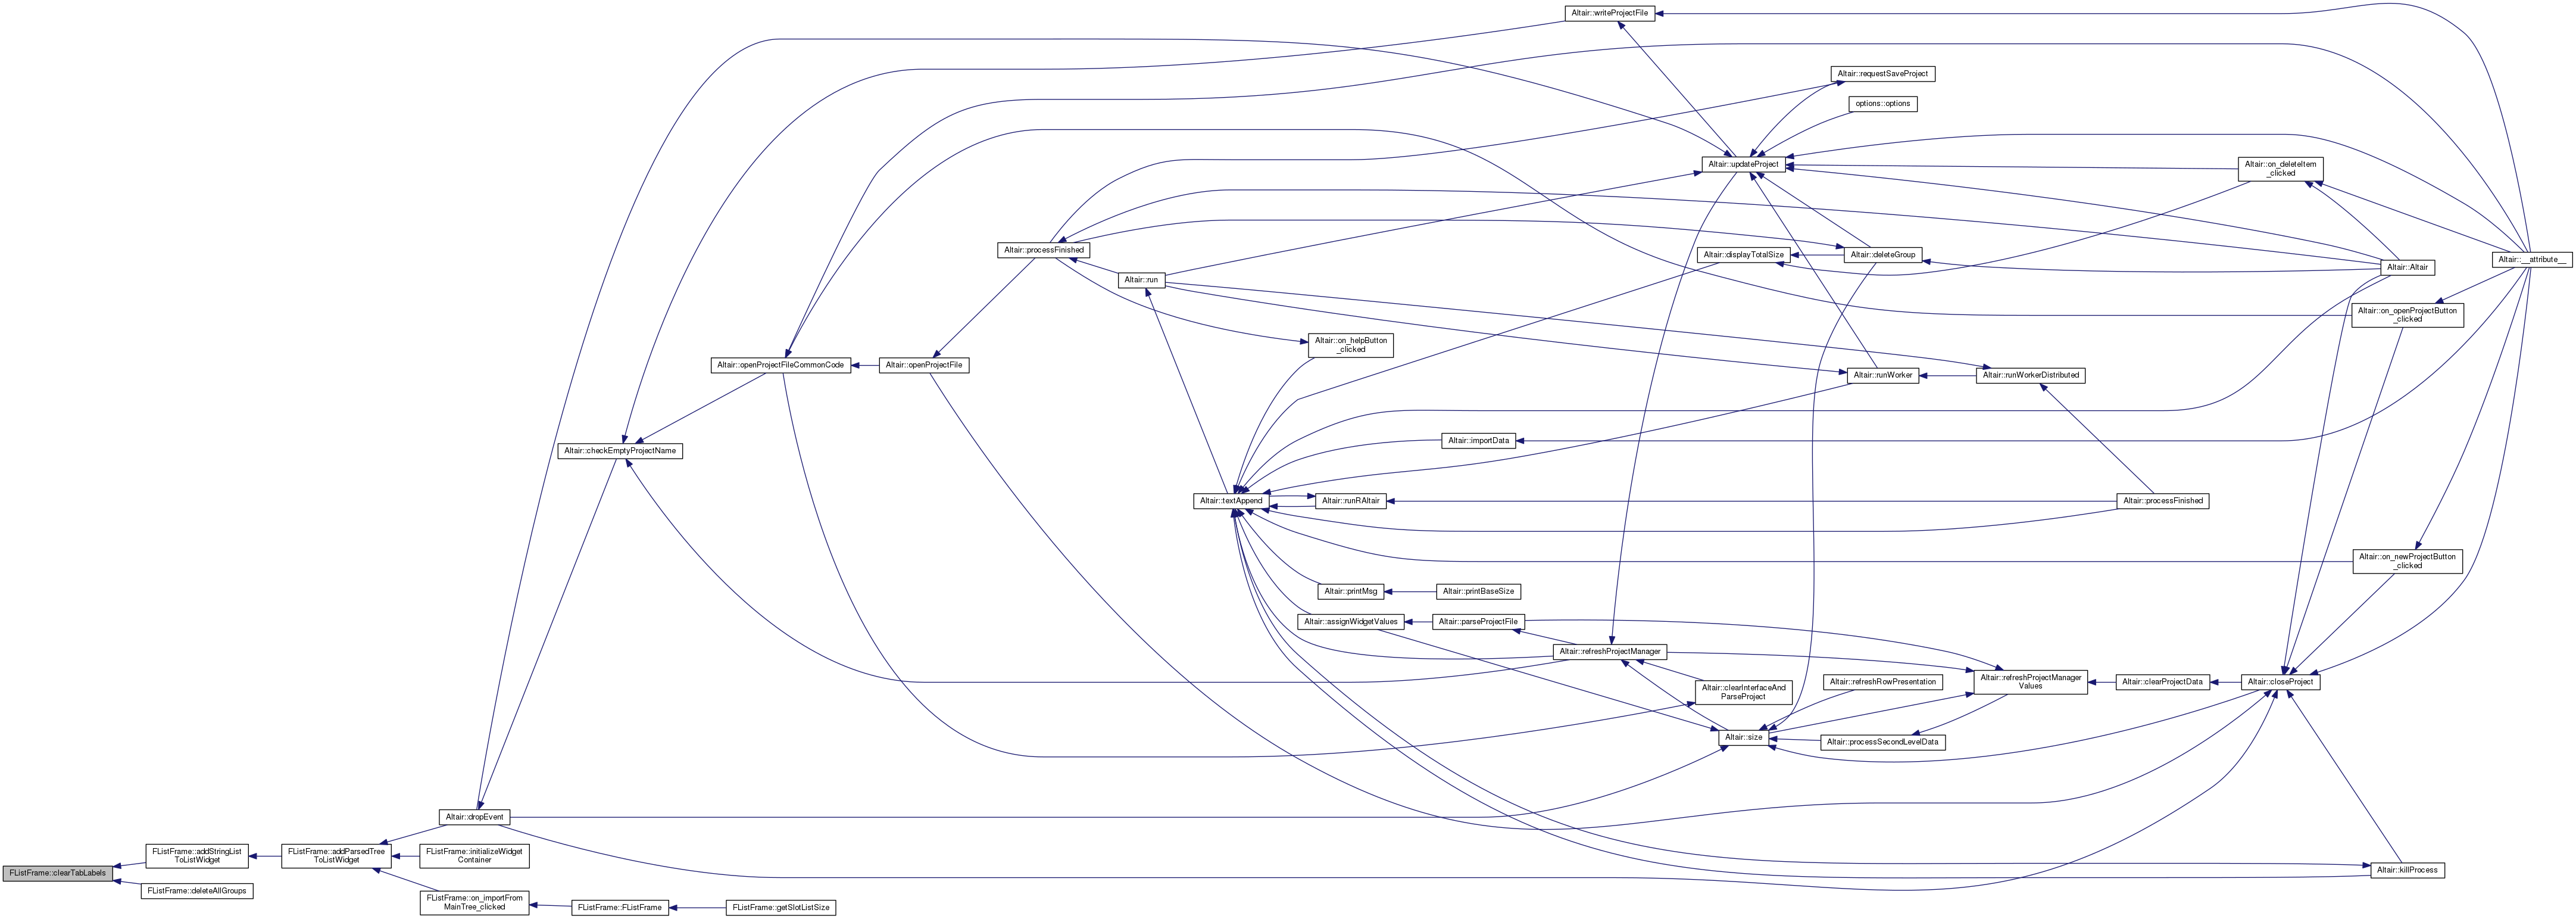 Altair::writeProjectFile
Altair::requestSaveProject
options::options
Altair::updateProject
Altair::on_deleteItem
_clicked
Altair::processFinished
Altair::displayTotalSize
Altair::deleteGroup
Altair::Altair
Altair::__attribute__
Altair::run
Altair::on_openProjectButton
_clicked
Altair::on_helpButton
_clicked
Altair::openProjectFileCommonCode
Altair::openProjectFile
Altair::runWorker
Altair::runWorkerDistributed
Altair::checkEmptyProjectName
Altair::importData
Altair::textAppend
Altair::runRAltair
Altair::processFinished
Altair::on_newProjectButton
_clicked
Altair::printMsg
Altair::printBaseSize
Altair::assignWidgetValues
Altair::parseProjectFile
Altair::refreshProjectManager
Altair::clearInterfaceAnd
ParseProject
Altair::refreshRowPresentation
Altair::refreshProjectManager
Values
Altair::clearProjectData
Altair::closeProject
Altair::size
Altair::processSecondLevelData
Altair::dropEvent
FListFrame::clearTabLabels
FListFrame::addStringList
ToListWidget
FListFrame::addParsedTree
ToListWidget
FListFrame::initializeWidget
Container
FListFrame::deleteAllGroups
FListFrame::on_importFrom
MainTree_clicked
FListFrame::FListFrame
FListFrame::getSlotListSize
Altair::killProcess